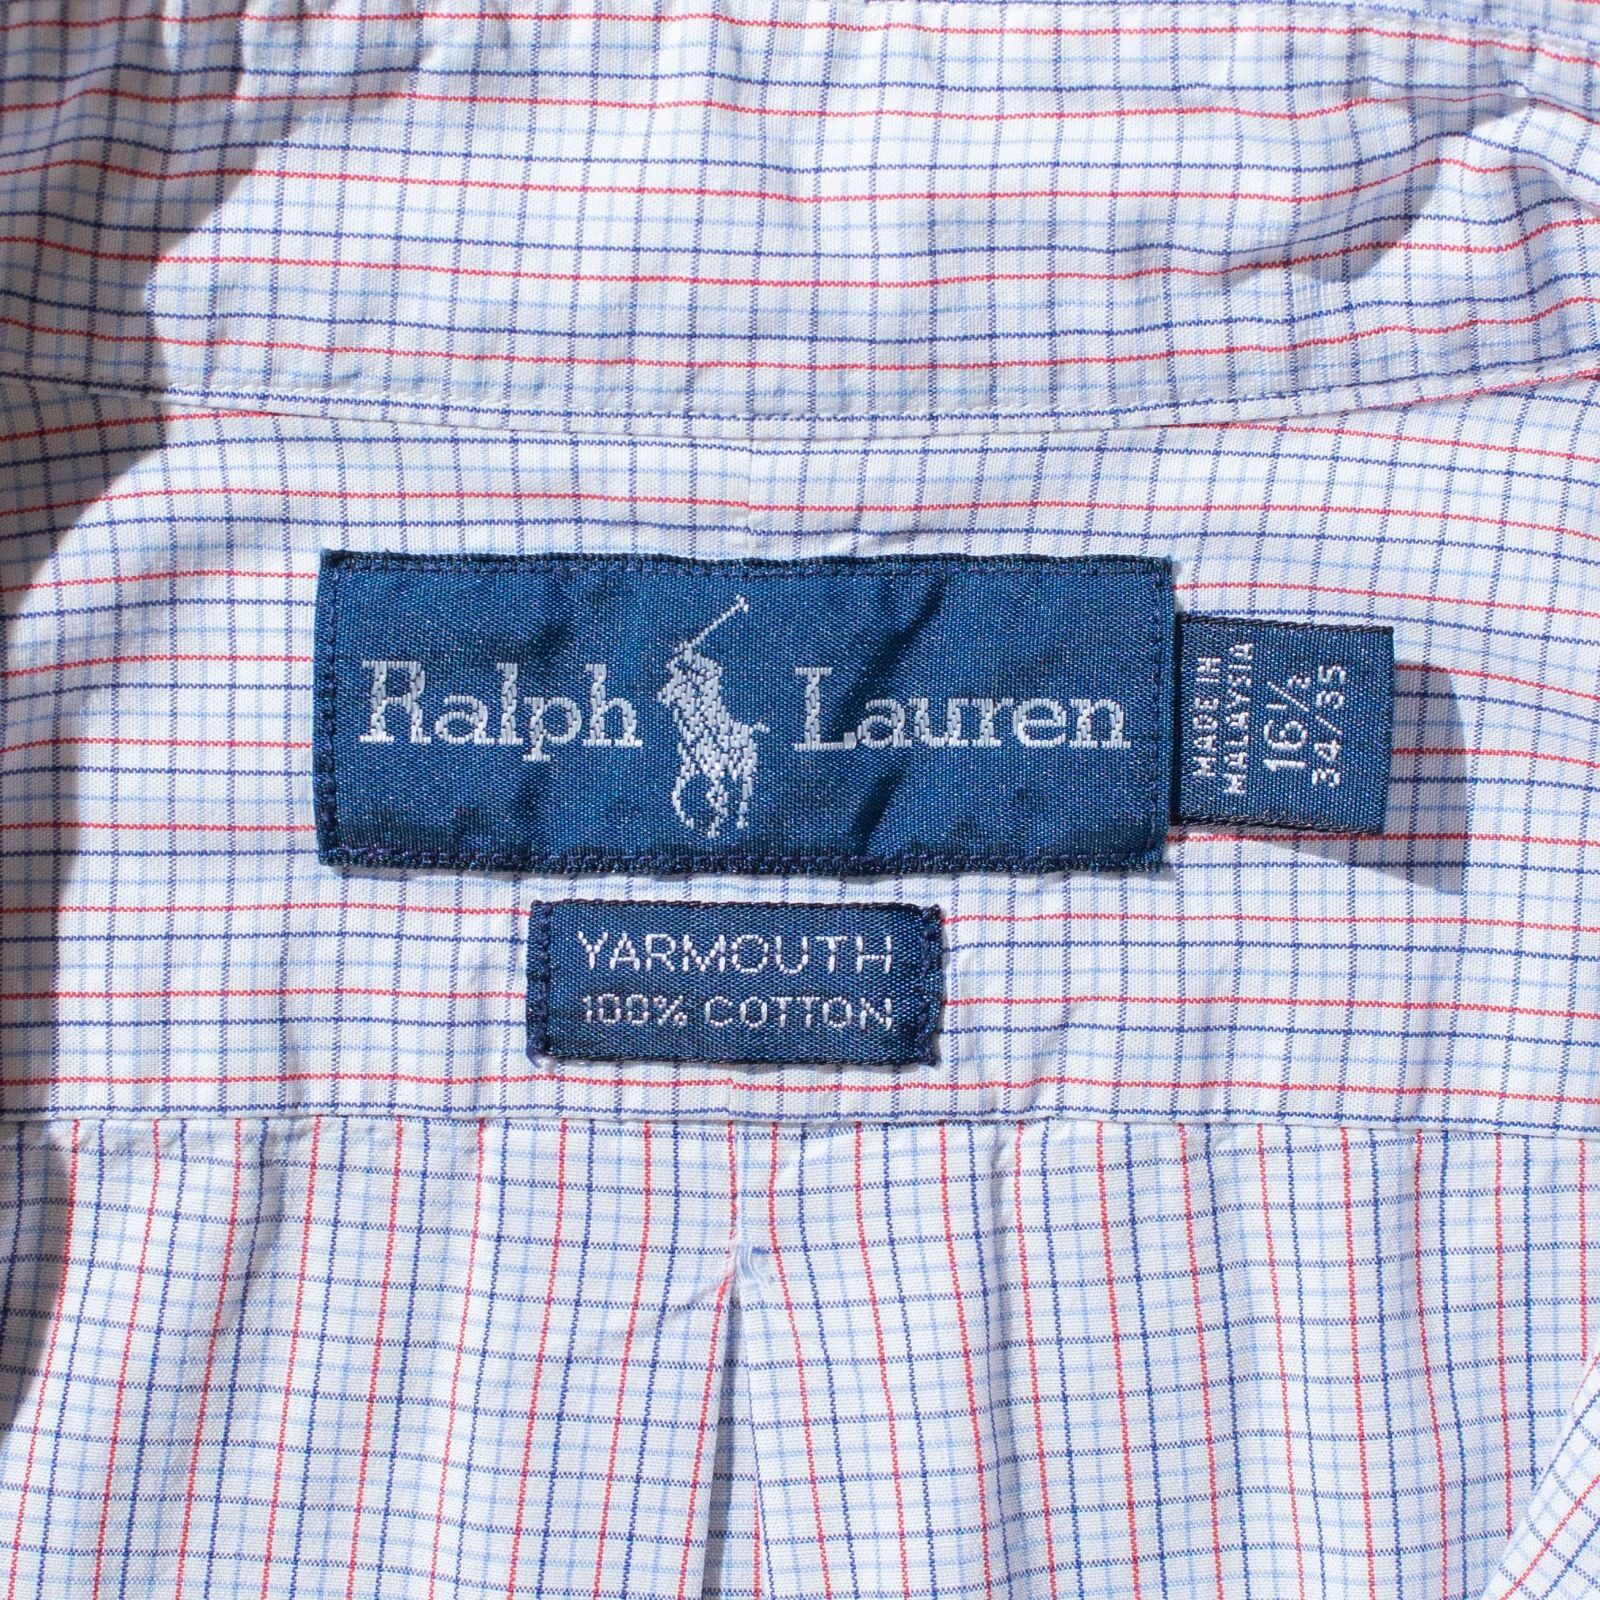 Ralph Lauren
MADE IN
MALAYSIA
16½
34/35
YARMOUTH
100% COTTON